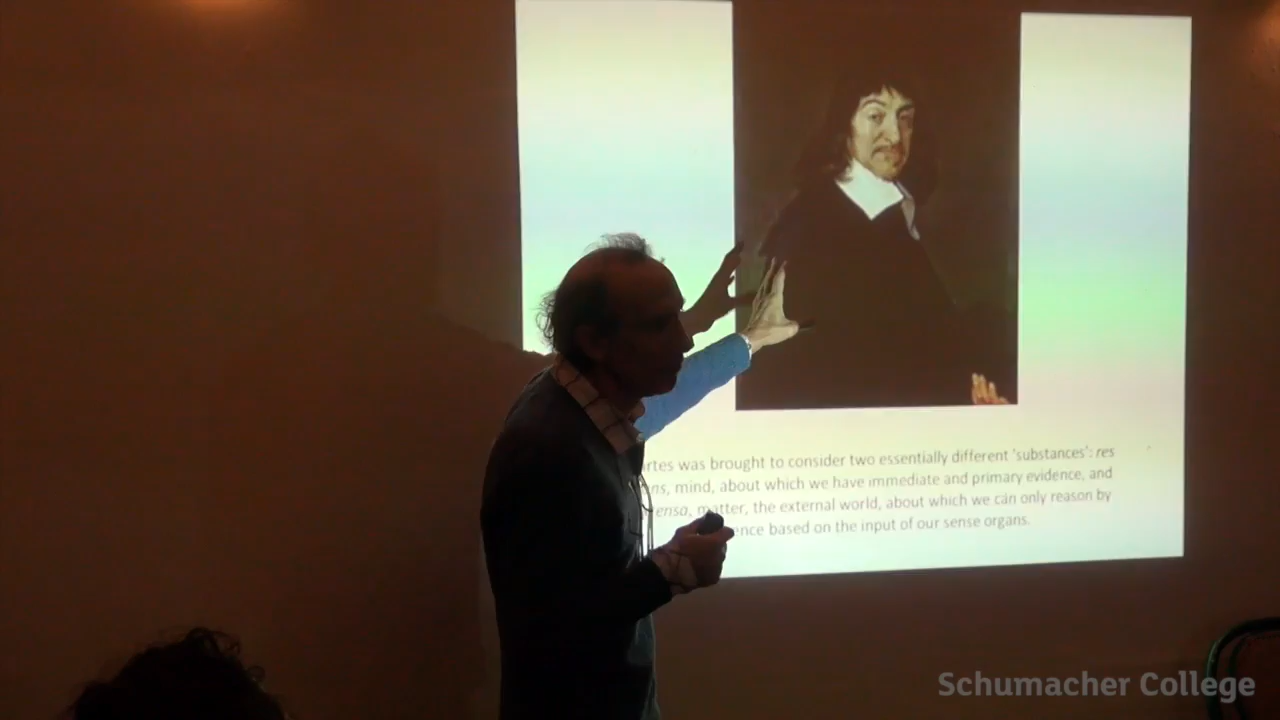 artes was brought to consider two essentially different 'substances': res
ns, mind, about which we have immediate and primary evidence, and
ensa, matter, the external world, about which we can only reason by
ence based on the input of our sense organs.
Schumacher College